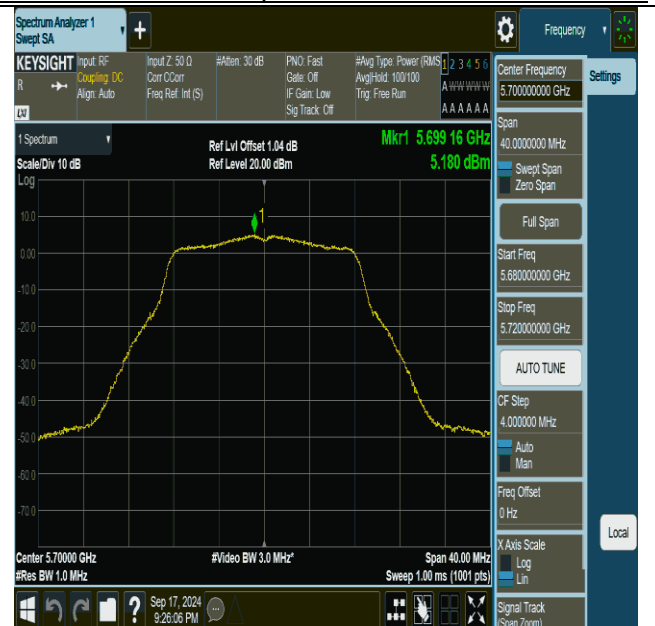 Spectrum Analyzer 1
Swept SA
Frequency
KEYSIGHT
R
LXI
Input: RF
Coupling: DC
Align: Auto
Input Z: 50 Ω
Corr CCorr
Freq Ref: Int (S)
#Atten: 30 dB
PNO: Fast
Gate: Off
IF Gain: Low
Sig Track: Off
#Avg Type: Power (RMS
Avg|Hold: 100/100
Trig: Free Run
1 2 3 4 5 6
A W W W W W
A A A A A A
Center Frequency
5.700000000 GHz
Settings
Span
40.0000000 MHz
Swept Span
Zero Span
Full Span
Start Freq
5.680000000 GHz
Stop Freq
5.720000000 GHz
AUTO TUNE
CF Step
4.000000 MHz
Auto
Man
Freq Offset
0 Hz
X Axis Scale
Log
Lin
Signal Track
(Span Zoom)
Local
1 Spectrum
Scale/Div 10 dB
Log
Ref Lvl Offset 1.04 dB
Ref Level 20.00 dBm
Mkr1 5.699 16 GHz
5.180 dBm
1
10.0
0.00
-10.0
-20.0
-30.0
-40.0
-50.0
-60.0
-70.0
Center 5.70000 GHz
#Res BW 1.0 MHz
#Video BW 3.0 MHz*
Span 40.00 MHz
Sweep 1.00 ms (1001 pts)
Sep 17, 2024
9:26:06 PM